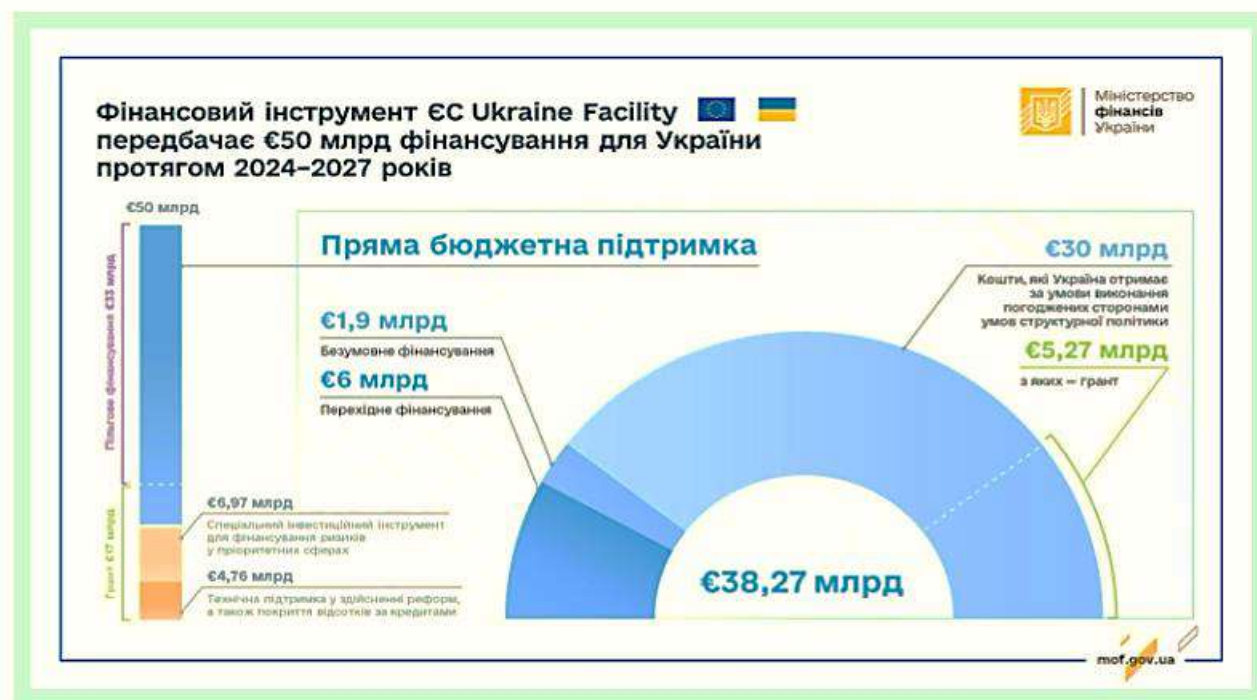 Фінансовий інструмент ЄС Ukraine Facility
передбачає €50 млрд фінансування для України
протягом 2024–2027 років
Міністерство
фінансів
України
€50 млрд
Пільгове фінансування €33 млрд
Грант €17 млрд
Пряма бюджетна підтримка
€1,9 млрд
Безумовне фінансування
€6 млрд
Перехідне фінансування
€30 млрд
Кошти, які Україна отримає
за умови виконання
погоджених сторонами
умов структурної політики
€5,27 млрд
з яких – грант
€6,97 млрд
Спеціальний інвестиційний інструмент
для фінансування ризиків
у пріоритетних сферах
€4,76 млрд
Технічна підтримка у здійсненні реформ,
а також покриття відсотків за кредитами
€38,27 млрд
mof.gov.ua